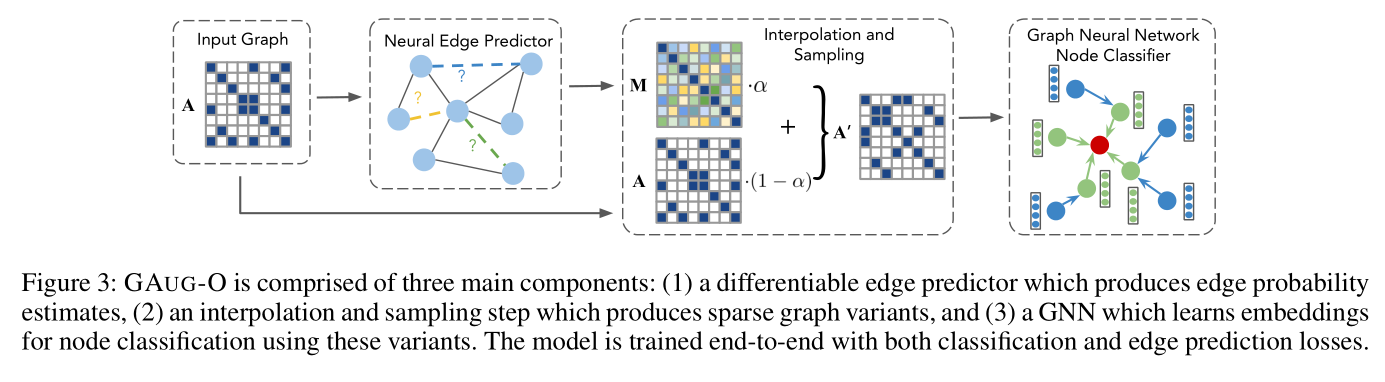 Input Graph
A
Neural Edge Predictor
?
?
?
Interpolation and
Sampling
M
·α
+
A
·(1 − α)
A′
Graph Neural Network
Node Classifier
Figure 3: GAUG-O is comprised of three main components: (1) a differentiable edge predictor which produces edge probability
estimates, (2) an interpolation and sampling step which produces sparse graph variants, and (3) a GNN which learns embeddings
for node classification using these variants. The model is trained end-to-end with both classification and edge prediction losses.